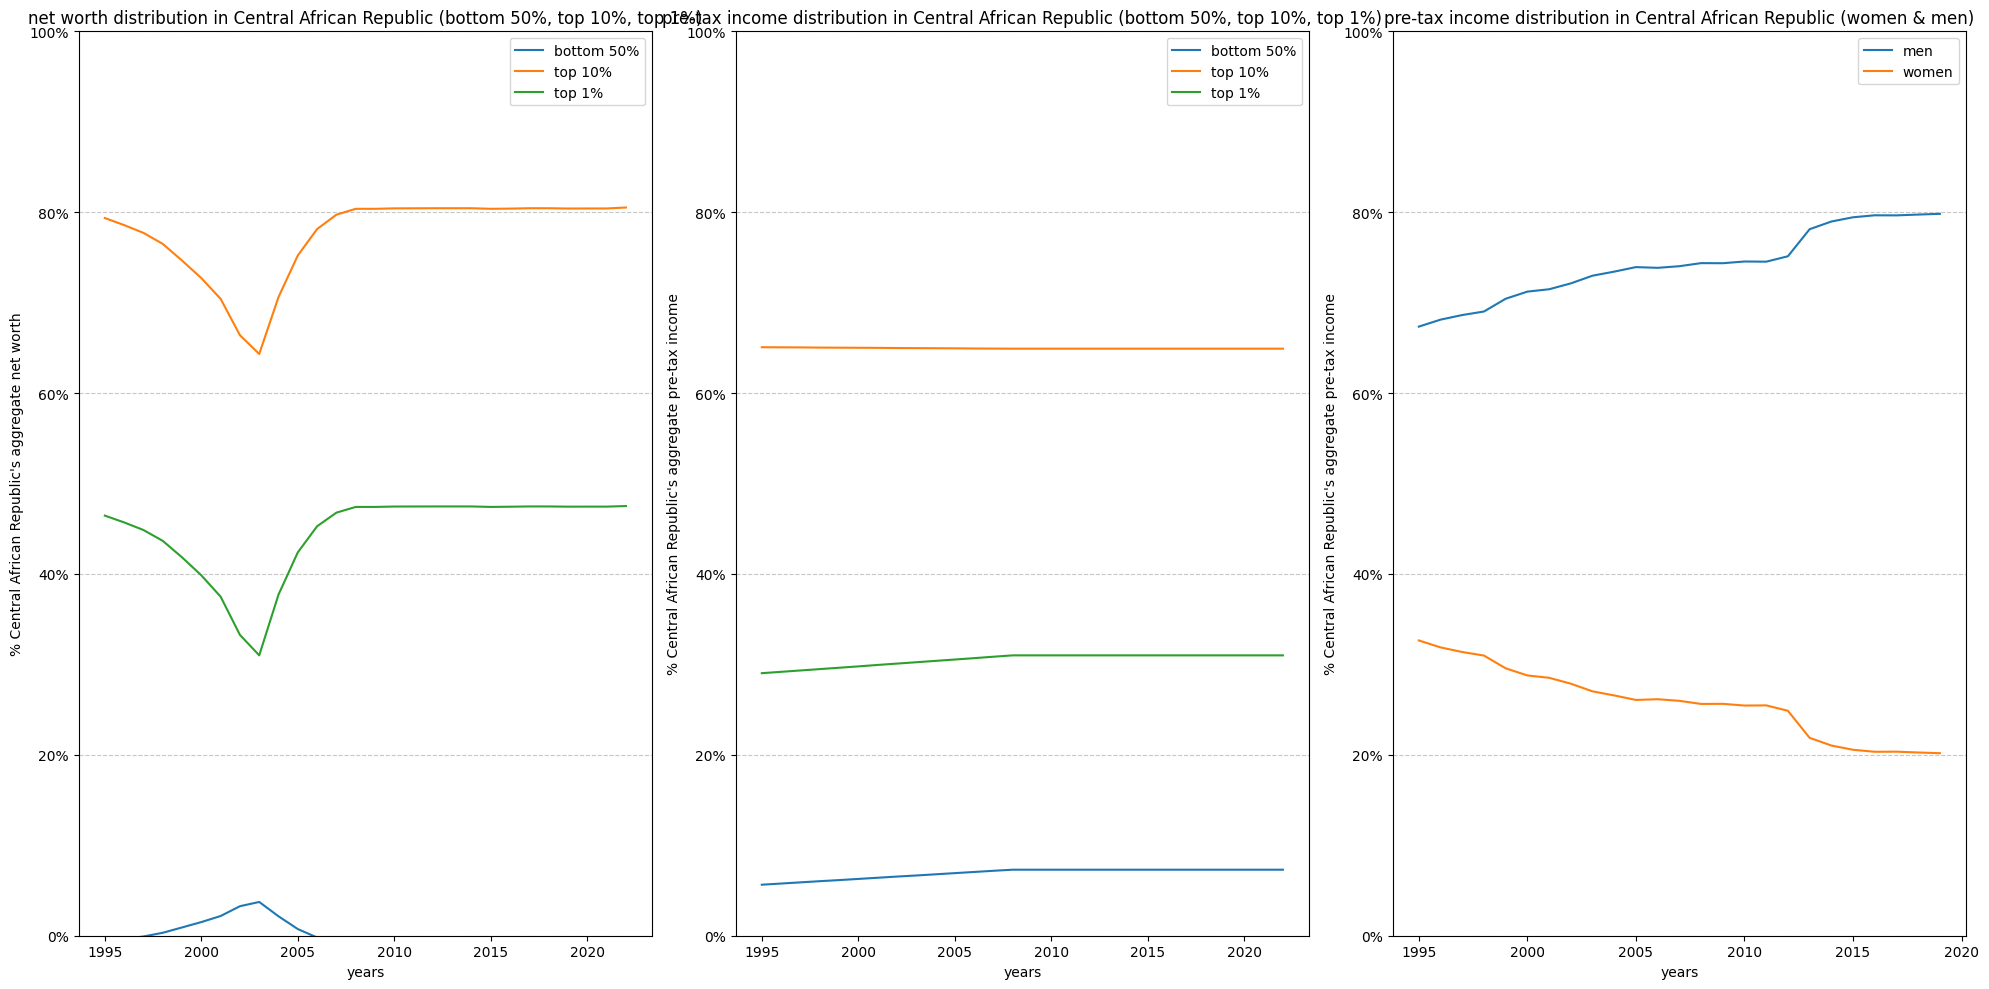 net worth distribution in Central African Republic (bottom 50%, top 10%, top 1%)
100%
80%
60%
40%
20%
0%
% Central African Republic's aggregate net worth
1995
2000
2005
2010
2015
2020
years
bottom 50%
top 10%
top 1%
pre-tax income distribution in Central African Republic (bottom 50%, top 10%, top 1%)
100%
80%
60%
40%
20%
0%
% Central African Republic's aggregate pre-tax income
1995
2000
2005
2010
2015
2020
years
bottom 50%
top 10%
top 1%
pre-tax income distribution in Central African Republic (women & men)
100%
80%
60%
40%
20%
0%
% Central African Republic's aggregate pre-tax income
1995
2000
2005
2010
2015
2020
years
men
women